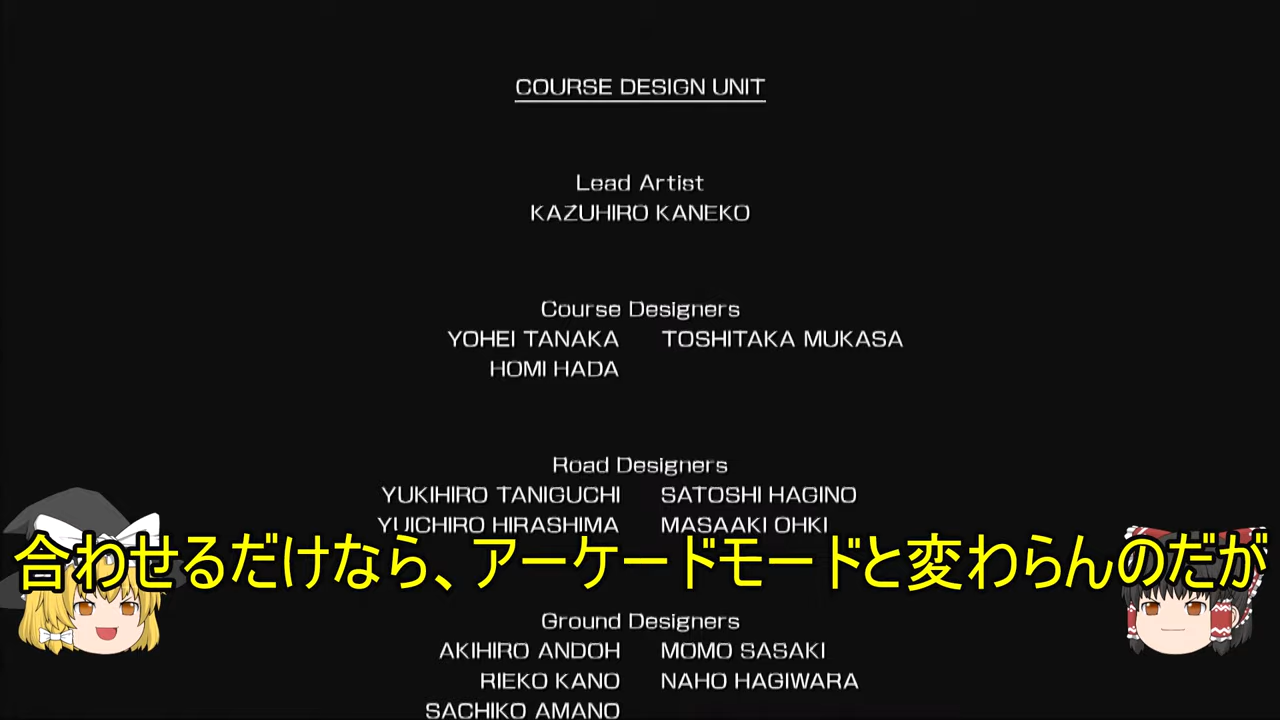 COURSE DESIGN UNIT
Lead Artist
KAZUHIRO KANEKO
Course Designers
YOHEI TANAKA TOSHITAKA MUKASA
HOMI HADA
Road Designers
YUKIHIRO TANIGUCHI SATOSHI HAGINO
YUICHIRO HIRASHIMA MASAAKI OHKI
合わせるだけなら、アーケードモードと変わらんのだが
Ground Designers
AKIHIRO ANDOH MOMO SASAKI
RIEKO KANO NAHO HAGIWARA
SACHIKO AMANO